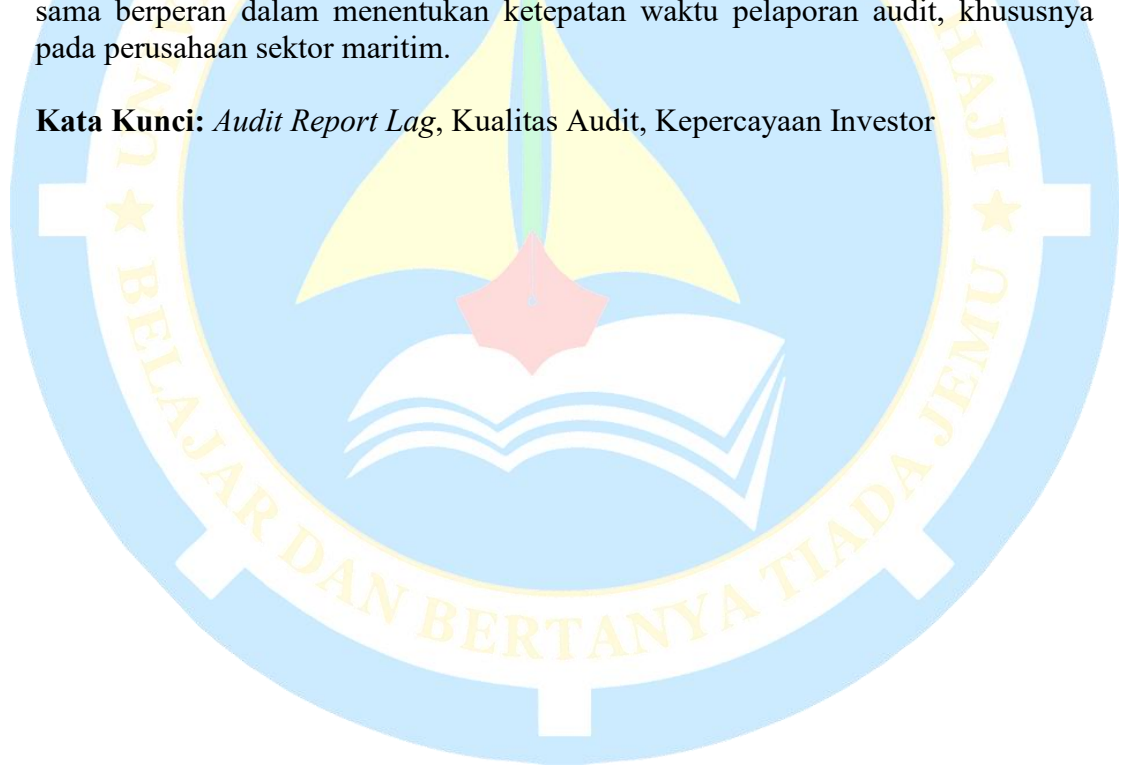 sama berperan dalam menentukan ketepatan waktu pelaporan audit, khususnya
pada perusahaan sektor maritim.
Kata Kunci: Audit Report Lag, Kualitas Audit, Kepercayaan Investor
HAJI
BELAJAR DAN BERTANYA TIADA JEMU